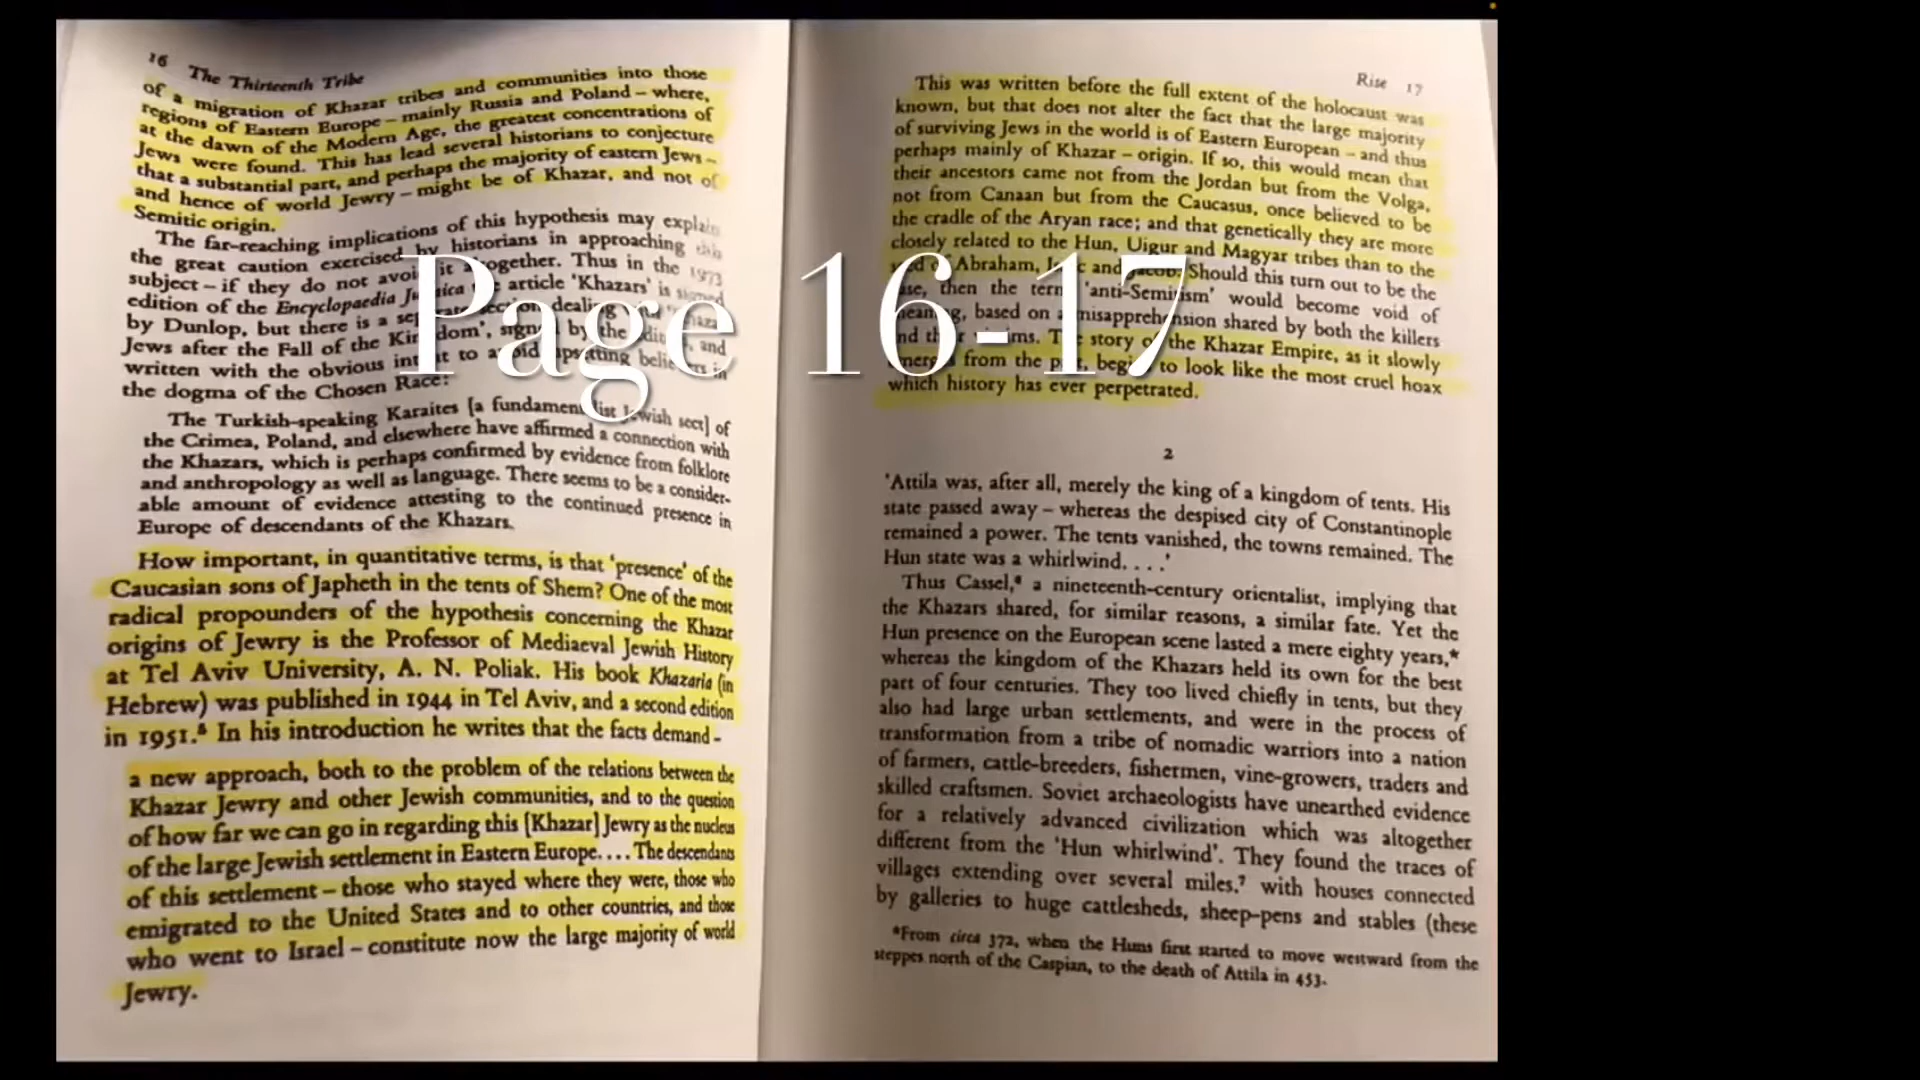 16 The Thirteenth Tribe
of a migration of Khazar tribes and communities into those
regions of Eastern Europe – mainly Russia and Poland – where,
at the dawn of the Modern Age, the greatest concentrations of
Jews were found. This has lead several historians to conjecture
that a substantial part, and perhaps the majority of eastern Jews –
and hence of world Jewry – might be of Khazar, and not of
Semitic origin.
The far-reaching implications of this hypothesis may explain
the great caution exercised by historians in approaching this
subject – if they do not avoid it altogether. Thus in the 1973
edition of the Encyclopaedia Judaica the article 'Khazars' is signed
by Dunlop, but there is a separate section dealing with 'Khazar
Jews after the Fall of the Kingdom', signed by the editors, and
written with the obvious intent to avoid upsetting believers in
the dogma of the Chosen Race:
The Turkish-speaking Karaites [a fundamentalist Jewish sect] of
the Crimea, Poland, and elsewhere have affirmed a connection with
the Khazars, which is perhaps confirmed by evidence from folklore
and anthropology as well as language. There seems to be a consider-
able amount of evidence attesting to the continued presence in
Europe of descendants of the Khazars.
How important, in quantitative terms, is that 'presence' of the
Caucasian sons of Japheth in the tents of Shem? One of the most
radical propounders of the hypothesis concerning the Khazar
origins of Jewry is the Professor of Mediaeval Jewish History
at Tel Aviv University, A. N. Poliak. His book Khazaria (in
Hebrew) was published in 1944 in Tel Aviv, and a second edition
in 1951. In his introduction he writes that the facts demand –
a new approach, both to the problem of the relations between the
Khazar Jewry and other Jewish communities, and to the question
of how far we can go in regarding this [Khazar] Jewry as the nucleus
of the large Jewish settlement in Eastern Europe. . . . The descendants
of this settlement – those who stayed where they were, those who
emigrated to the United States and to other countries, and those
who went to Israel – constitute now the large majority of world
Jewry.
Page 16-17
Rise 17
This was written before the full extent of the holocaust was
known, but that does not alter the fact that the large majority
of surviving Jews in the world is of Eastern European – and thus
perhaps mainly of Khazar – origin. If so, this would mean that
their ancestors came not from the Jordan but from the Volga,
not from Canaan but from the Caucasus, once believed to be
the cradle of the Aryan race; and that genetically they are more
closely related to the Hun, Uigur and Magyar tribes than to the
seed of Abraham, Isaac and Jacob. Should this turn out to be the
case, then the term 'anti-Semitism' would become void of
meaning, based on a misapprehension shared by both the killers
and their victims. The story of the Khazar Empire, as it slowly
emerges from the past, begins to look like the most cruel hoax
which history has ever perpetrated.
2
'Attila was, after all, merely the king of a kingdom of tents. His
state passed away – whereas the despised city of Constantinople
remained a power. The tents vanished, the towns remained. The
Hun state was a whirlwind. . . .'
Thus Cassel,⁶ a nineteenth-century orientalist, implying that
the Khazars shared, for similar reasons, a similar fate. Yet the
Hun presence on the European scene lasted a mere eighty years,*
whereas the kingdom of the Khazars held its own for the best
part of four centuries. They too lived chiefly in tents, but they
also had large urban settlements, and were in the process of
transformation from a tribe of nomadic warriors into a nation
of farmers, cattle-breeders, fishermen, vine-growers, traders and
skilled craftsmen. Soviet archaeologists have unearthed evidence
for a relatively advanced civilization which was altogether
different from the 'Hun whirlwind'. They found the traces of
villages extending over several miles,⁷ with houses connected
by galleries to huge cattlesheds, sheep-pens and stables (these
*From circa 372, when the Huns first started to move westward from the
steppes north of the Caspian, to the death of Attila in 453.